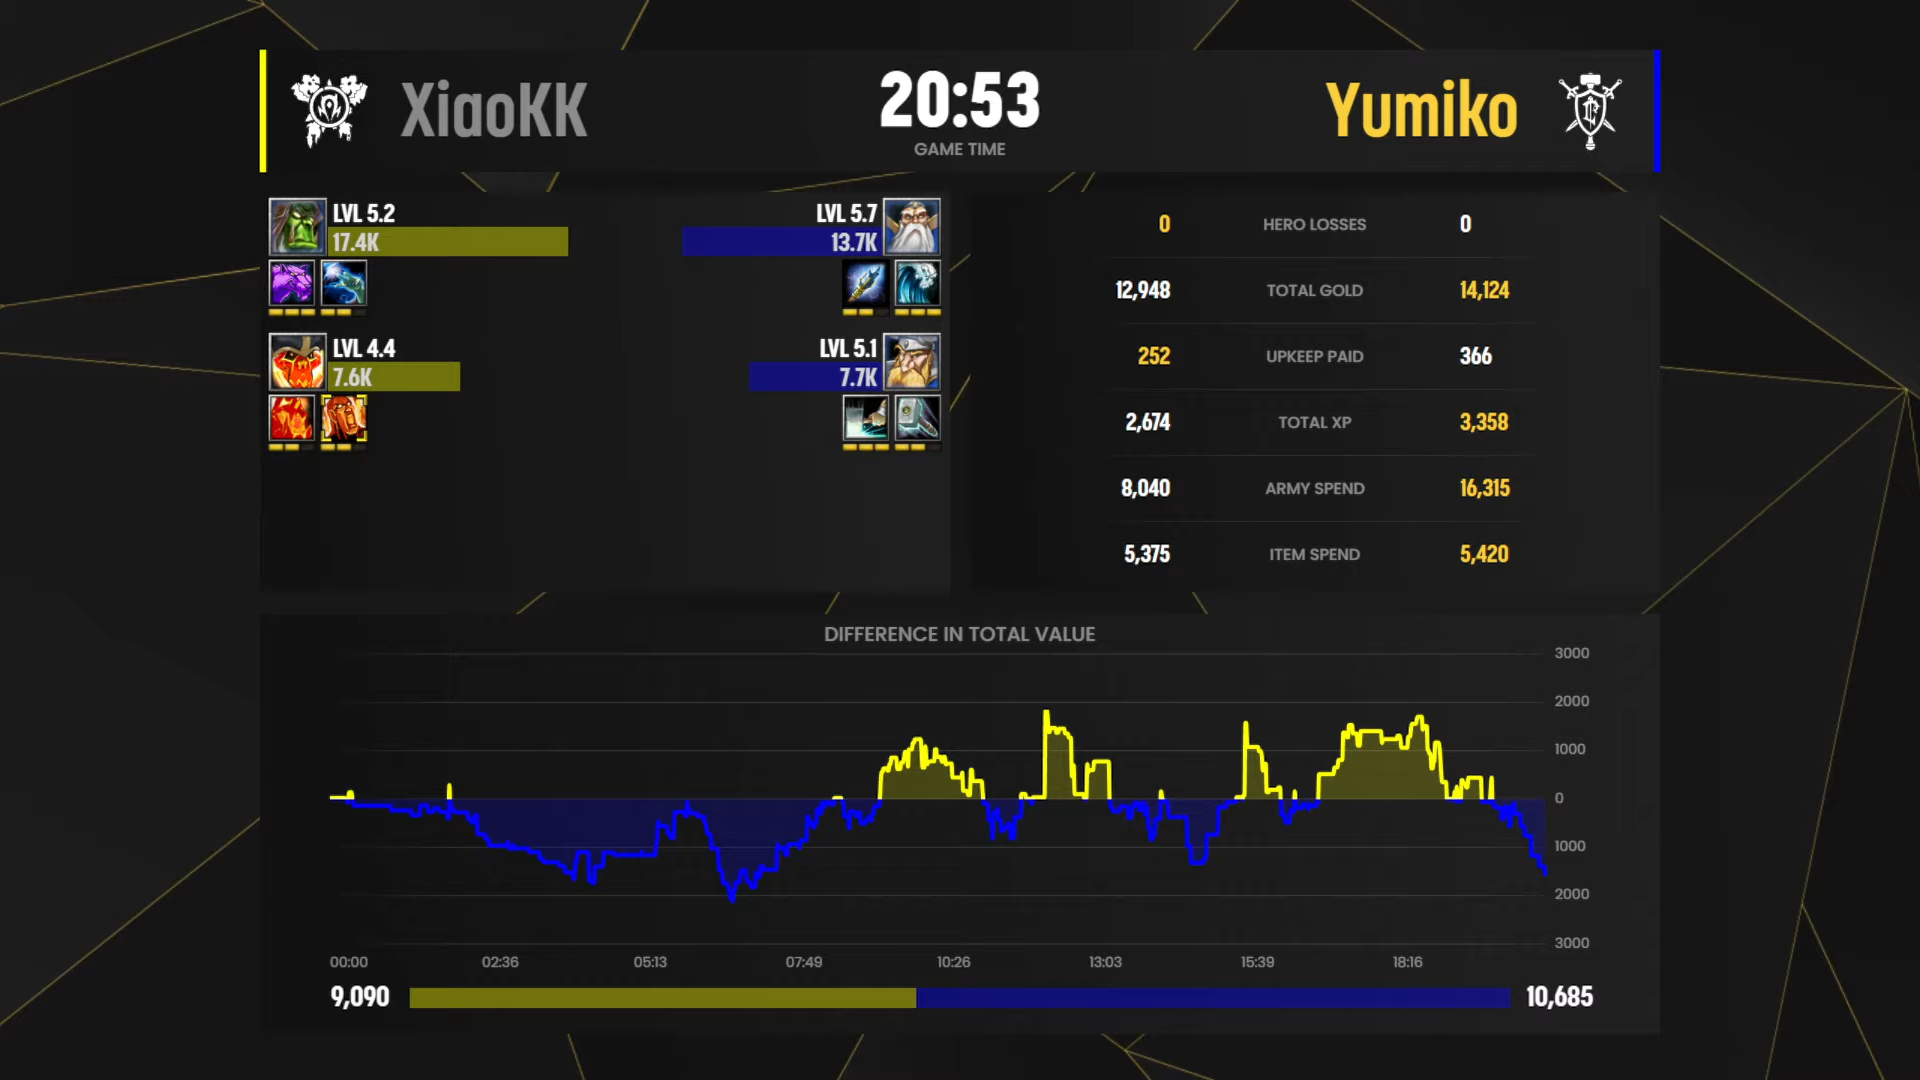 XiaoKK
20:53
GAME TIME
Yumiko
LVL 5.2
17.4K
LVL 5.7
13.7K
LVL 4.4
7.6K
LVL 5.1
7.7K
0 HERO LOSSES 0
12,948 TOTAL GOLD 14,124
252 UPKEEP PAID 366
2,674 TOTAL XP 3,358
8,040 ARMY SPEND 16,315
5,375 ITEM SPEND 5,420
DIFFERENCE IN TOTAL VALUE
3000
2000
1000
0
1000
2000
3000
00:00 02:36 05:13 07:49 10:26 13:03 15:39 18:16
9,090 10,685